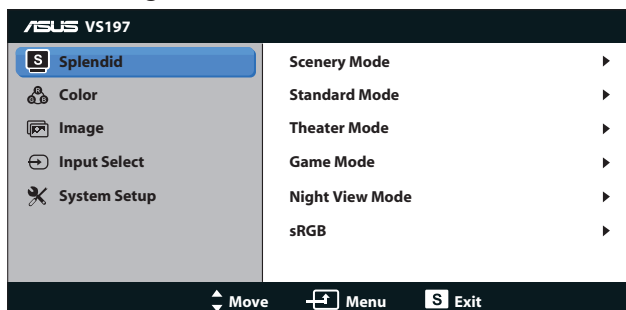 ASUS VS197
S Splendid
Color
Image
Input Select
System Setup
Scenery Mode
Standard Mode
Theater Mode
Game Mode
Night View Mode
sRGB
Move Menu S Exit